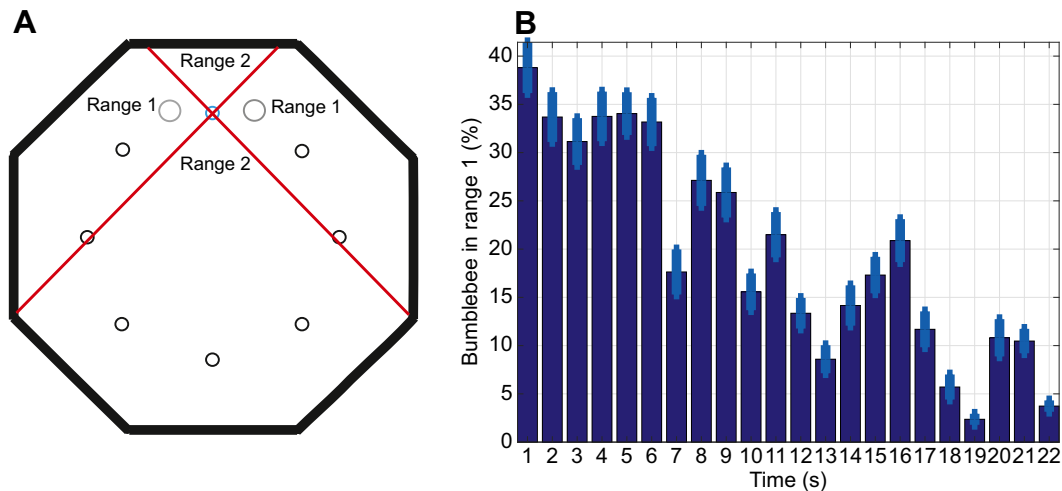 A
Range 2
Range 1
Range 1
Range 2
B
Bumblebee in range 1 (%)
40
35
30
25
20
15
10
5
0
1 2 3 4 5 6 7 8 9 10 11 12 13 14 15 16 17 18 19 20 21 22
Time (s)